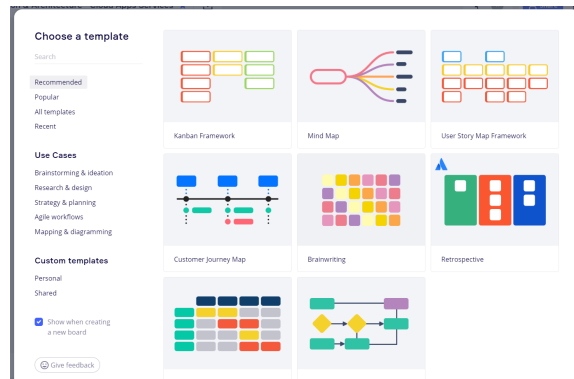 Choose a template
Search
Recommended
Popular
All templates
Recent
Use Cases
Brainstorming & ideation
Research & design
Strategy & planning
Agile workflows
Mapping & diagramming
Custom templates
Personal
Shared
Show when creating
a new board
Give feedback
Kanban Framework
Mind Map
User Story Map Framework
Customer Journey Map
Brainwriting
Retrospective